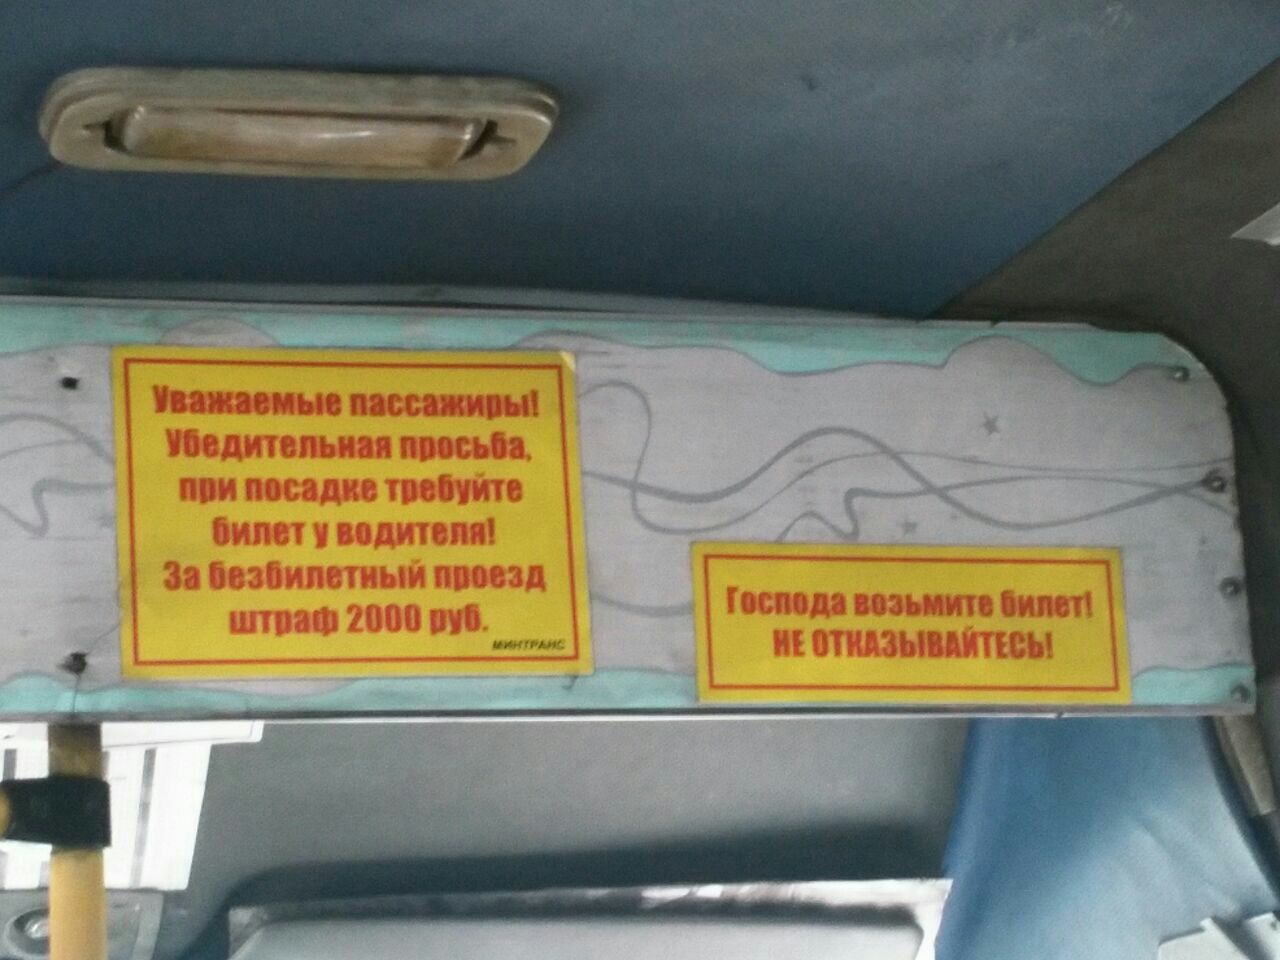 Уважаемые пассажиры!
Убедительная просьба,
при посадке требуйте
билет у водителя!
За безбилетный проезд
штраф 2000 руб.
МИНТРАНС
Господа возьмите билет!
НЕ ОТКАЗЫВАЙТЕСЬ!